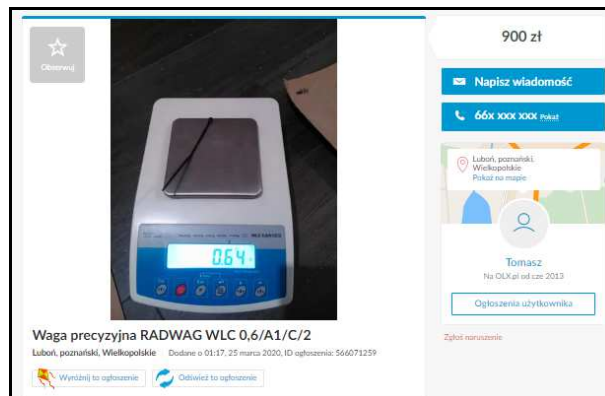 Obserwuj
900 zł
Napisz wiadomość
66x xxx xxx Pokaż
Luboń, poznański,
Wielkopolskie
Pokaż na mapie
Tomasz
Na OLX.pl od cze 2013
Ogłoszenia użytkownika
Zgłoś naruszenie
0.64
Waga precyzyjna RADWAG WLC 0,6/A1/C/2
Luboń, poznański, Wielkopolskie Dodane o 01:17, 25 marca 2020, ID ogłoszenia: 566071259
Wyróżnij to ogłoszenie Odśwież to ogłoszenie